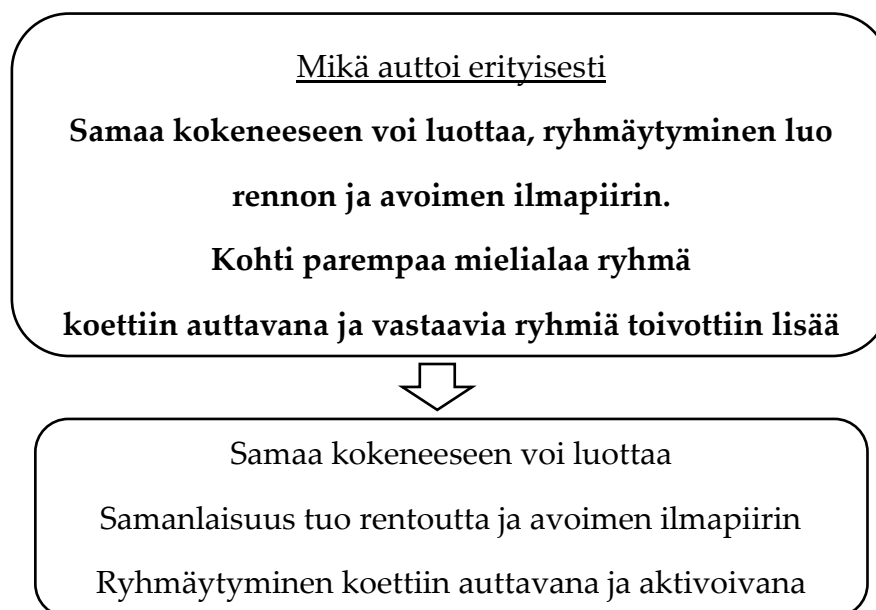 Mikä auttoi erityisesti
Samaa kokeneeseen voi luottaa, ryhmäytyminen luo
rennon ja avoimen ilmapiirin.
Kohti parempaa mielialaa ryhmä
koettiin auttavana ja vastaavia ryhmiä toivottiin lisää
Samaa kokeneeseen voi luottaa
Samanlaisuus tuo rentoutta ja avoimen ilmapiirin
Ryhmäytyminen koettiin auttavana ja aktivoivana